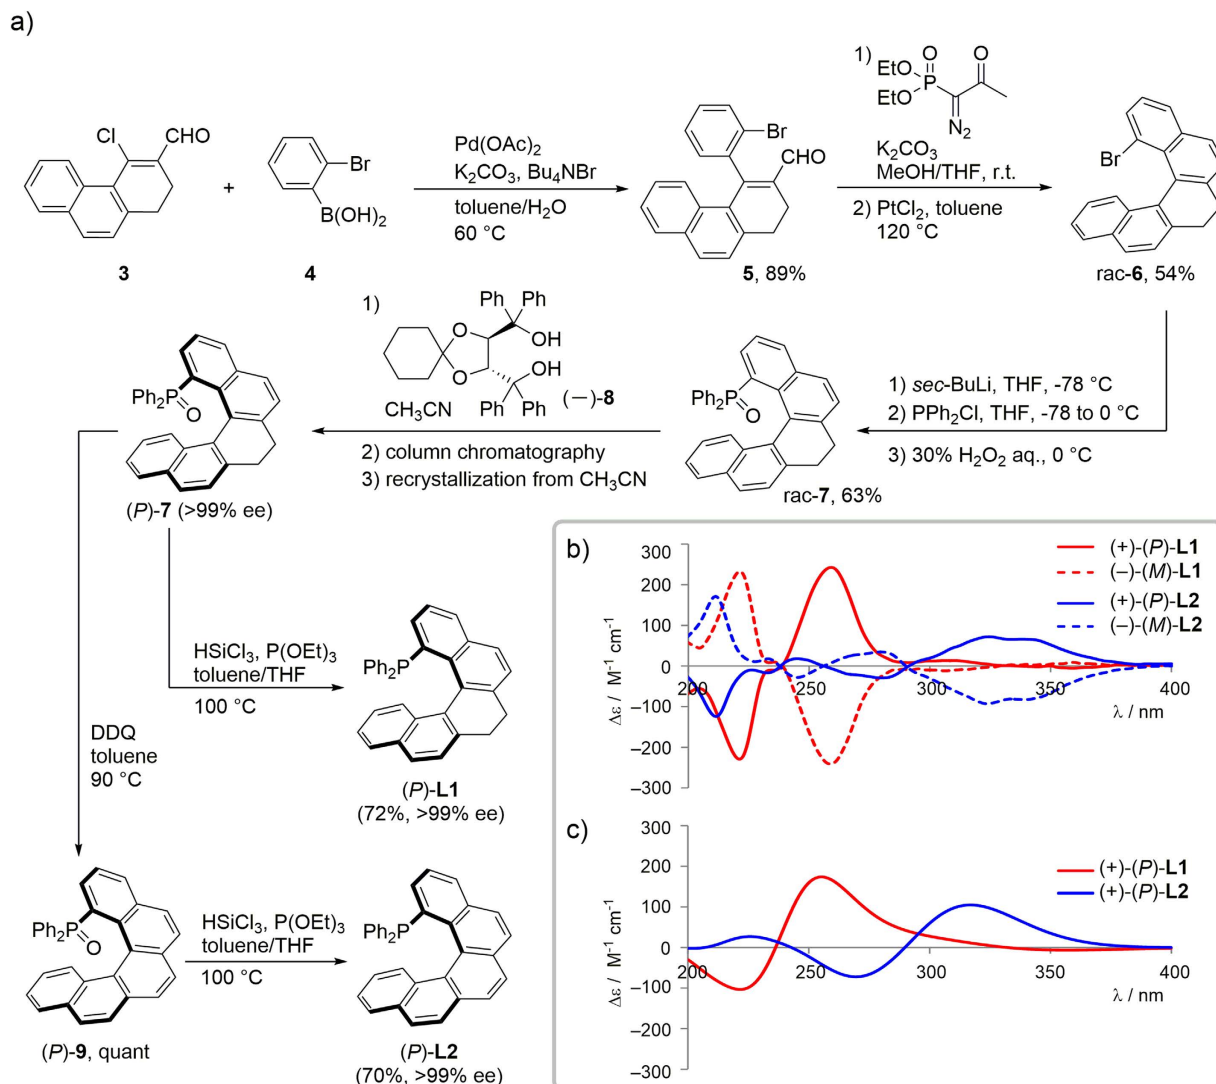 a)
Cl
CHO
3
+
Br
B(OH)2
4
Pd(OAc)2
K2CO3, Bu4NBr
toluene/H2O
60 °C
Br
CHO
5, 89%
1)
EtO
EtO
P
O
O
N2
K2CO3
MeOH/THF, r.t.
2) PtCl2, toluene
120 °C
Br
rac-6, 54%
1) sec-BuLi, THF, -78 °C
2) PPh2Cl, THF, -78 to 0 °C
3) 30% H2O2 aq., 0 °C
Ph2P
O
rac-7, 63%
1)
Ph Ph
O
OH
OH
O
Ph Ph
CH3CN
(−)-8
2) column chromatography
3) recrystallization from CH3CN
Ph2P
O
(P)-7 (>99% ee)
HSiCl3, P(OEt)3
toluene/THF
100 °C
Ph2P
(P)-L1
(72%, >99% ee)
DDQ
toluene
90 °C
Ph2P
O
(P)-9, quant
HSiCl3, P(OEt)3
toluene/THF
100 °C
Ph2P
(P)-L2
(70%, >99% ee)
b)
300
200
100
0
–100
–200
–300
Δε / M-1 cm-1
200 250 300 350 400
λ / nm
(+)-(P)-L1
(–)-(M)-L1
(+)-(P)-L2
(–)-(M)-L2
c)
300
200
100
0
–100
–200
–300
Δε / M-1 cm-1
200 250 300 350 400
λ / nm
(+)-(P)-L1
(+)-(P)-L2